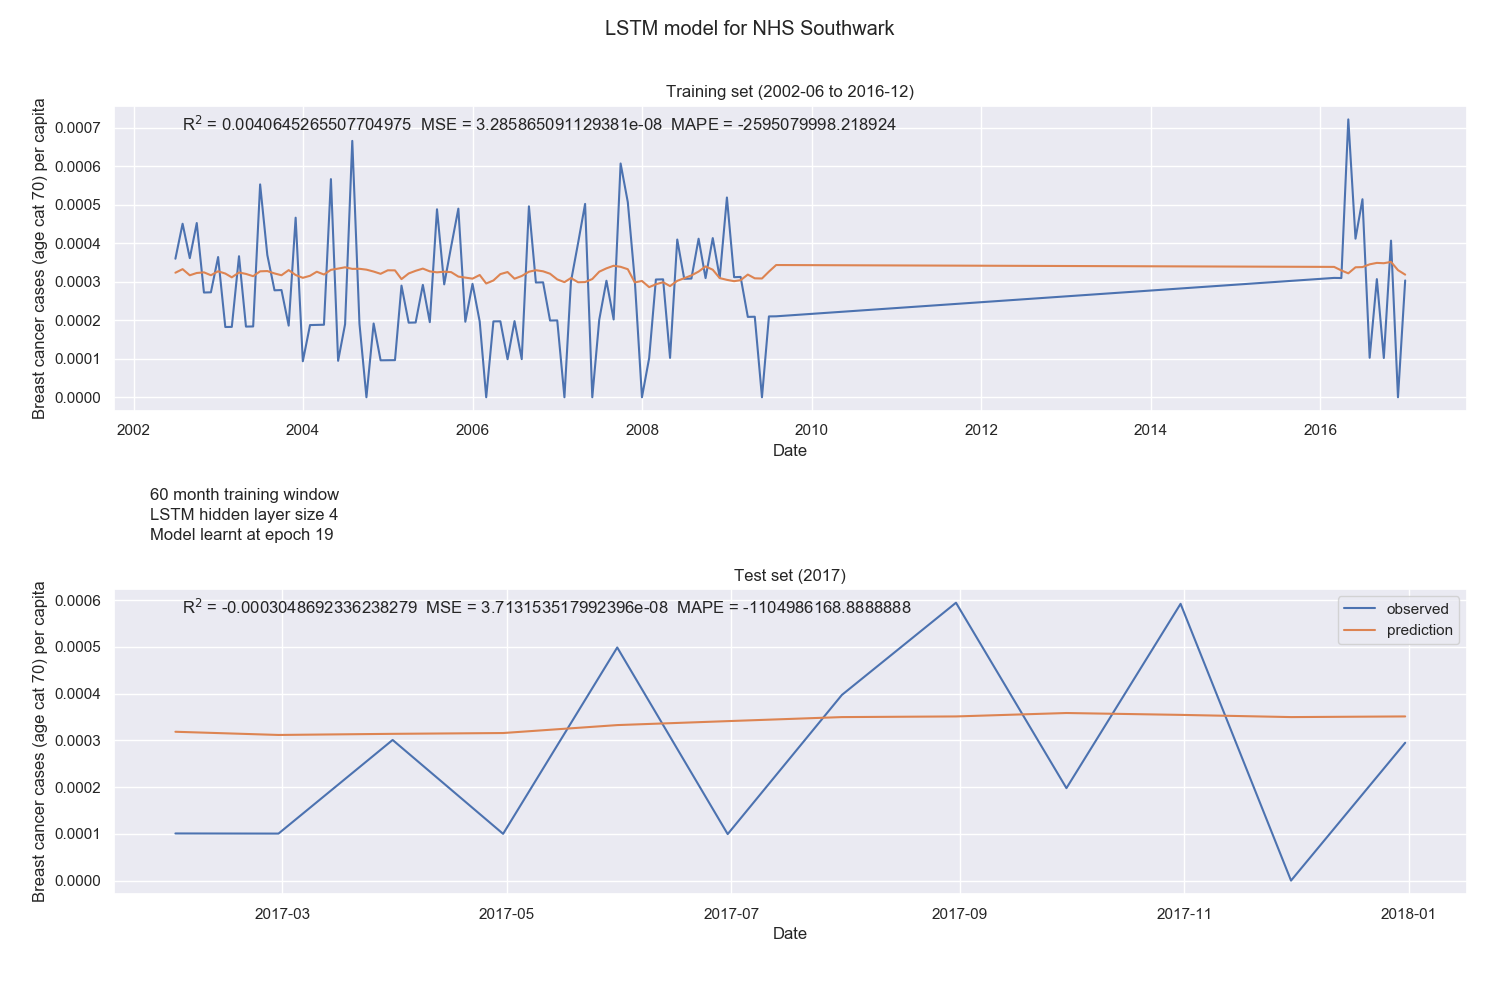 LSTM model for NHS Southwark
Training set (2002-06 to 2016-12)
R² = 0.0040645265507704975 MSE = 3.285865091129381e-08 MAPE = -2595079998.218924
Breast cancer cases (age cat 70) per capita
0.0007
0.0006
0.0005
0.0004
0.0003
0.0002
0.0001
0.0000
2002 2004 2006 2008 2010 2012 2014 2016
Date
60 month training window
LSTM hidden layer size 4
Model learnt at epoch 19
Test set (2017)
R² = -0.0003048692336238279 MSE = 3.713153517992396e-08 MAPE = -1104986168.8888888
observed
prediction
Breast cancer cases (age cat 70) per capita
0.0006
0.0005
0.0004
0.0003
0.0002
0.0001
0.0000
2017-03 2017-05 2017-07 2017-09 2017-11 2018-01
Date